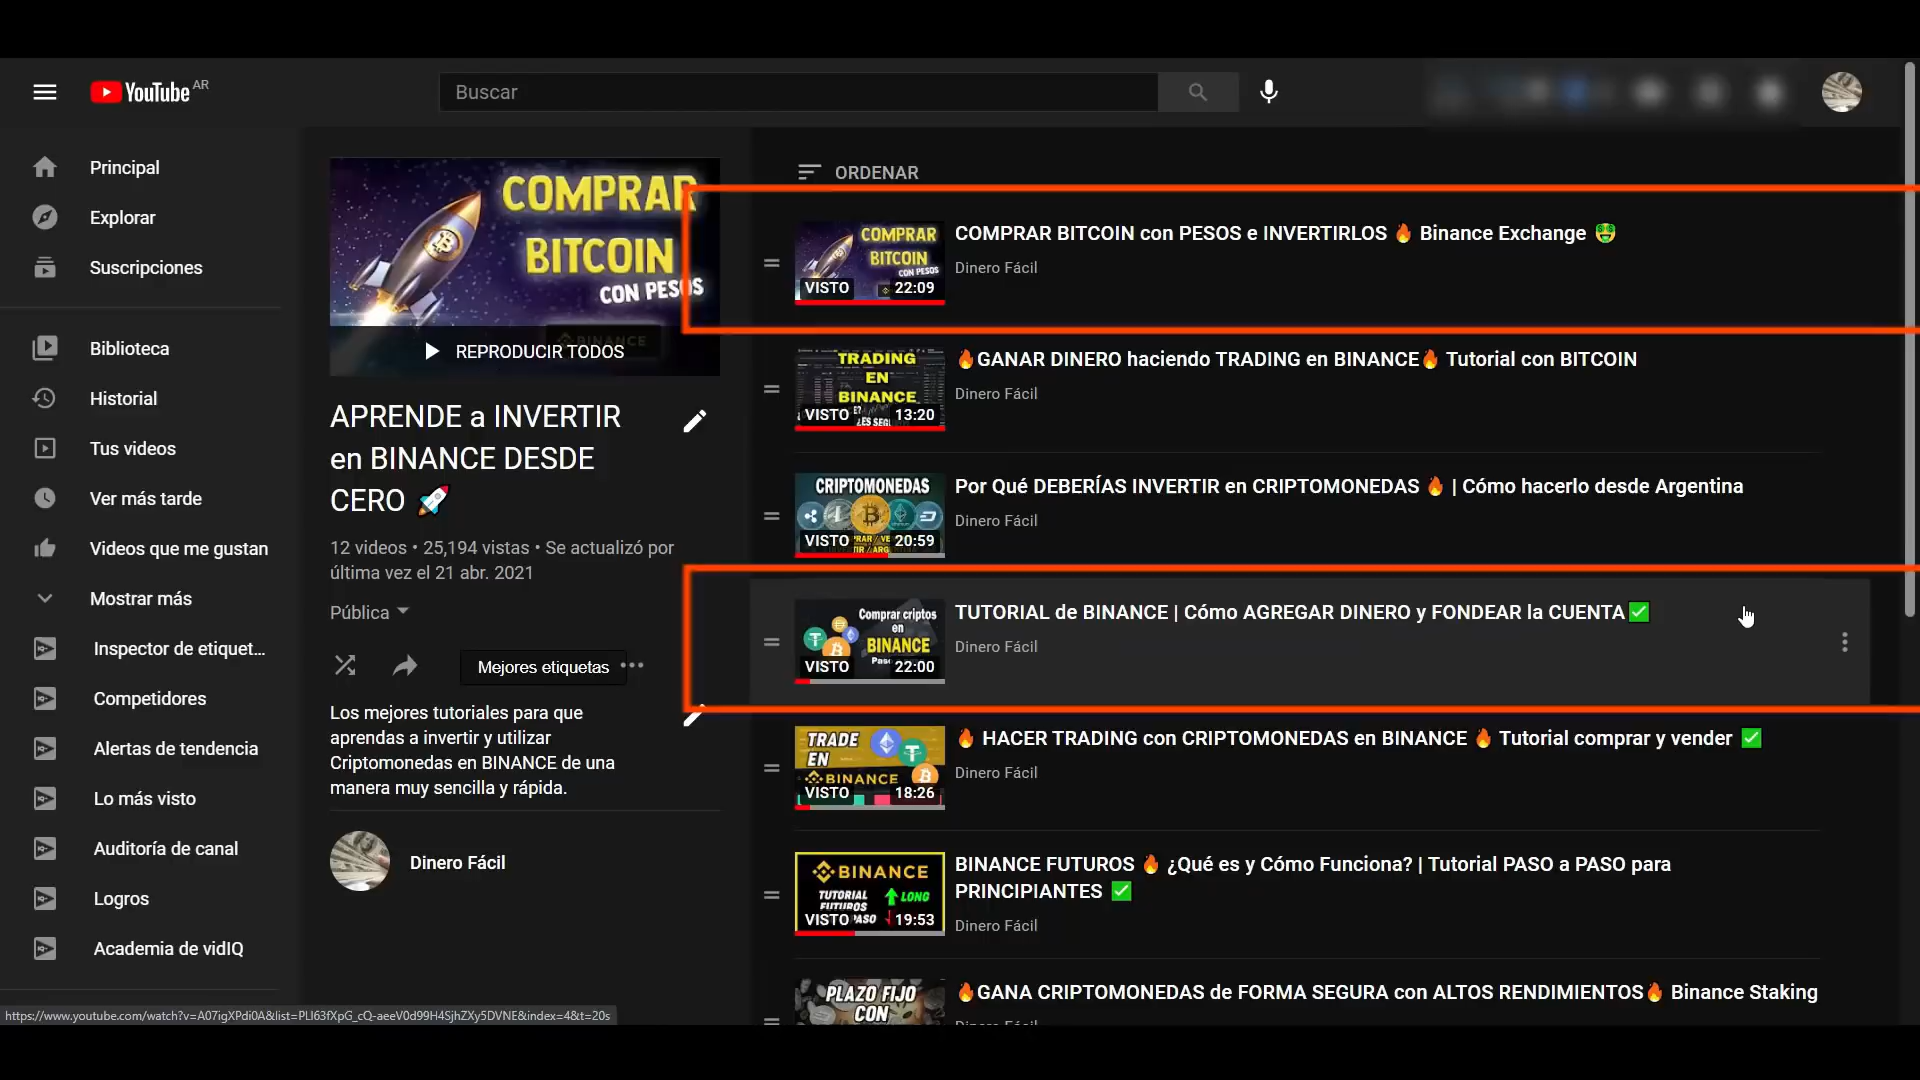 YouTube AR
Buscar
Principal
Explorar
Suscripciones
Biblioteca
Historial
Tus videos
Ver más tarde
Videos que me gustan
Mostrar más
Inspector de etiquet...
Competidores
Alertas de tendencia
Lo más visto
Auditoría de canal
Logros
Academia de vidIQ
COMPRAR
BITCOIN
CON PESOS
BINANCE
REPRODUCIR TODOS
APRENDE a INVERTIR
en BINANCE DESDE
CERO 🚀
12 videos • 25,194 vistas • Se actualizó por
última vez el 21 abr. 2021
Pública
Mejores etiquetas
Los mejores tutoriales para que
aprendas a invertir y utilizar
Criptomonedas en BINANCE de una
manera muy sencilla y rápida.
Dinero Fácil
ORDENAR
COMPRAR
BITCOIN
CON PESOS
VISTO 22:09
COMPRAR BITCOIN con PESOS e INVERTIRLOS 🔥 Binance Exchange 🤑
Dinero Fácil
TRADING
EN
BINANCE
VISTO 13:20
¿ES SEGU
🔥GANAR DINERO haciendo TRADING en BINANCE🔥 Tutorial con BITCOIN
Dinero Fácil
CRIPTOMONEDAS
VISTO 20:59
Por Qué DEBERÍAS INVERTIR en CRIPTOMONEDAS 🔥 | Cómo hacerlo desde Argentina
Dinero Fácil
Comprar criptos
en
BINANCE
VISTO 22:00
TUTORIAL de BINANCE | Cómo AGREGAR DINERO y FONDEAR la CUENTA✅
Dinero Fácil
TRADE
EN
BINANCE
VISTO 18:26
🔥 HACER TRADING con CRIPTOMONEDAS en BINANCE 🔥 Tutorial comprar y vender ✅
Dinero Fácil
BINANCE
TUTORIAL LONG
FUTUROS
VISTO PASO 19:53
BINANCE FUTUROS 🔥 ¿Qué es y Cómo Funciona? | Tutorial PASO a PASO para
PRINCIPIANTES ✅
Dinero Fácil
PLAZO FIJO
CON
🔥GANA CRIPTOMONEDAS de FORMA SEGURA con ALTOS RENDIMIENTOS🔥 Binance Staking
Dinero Fácil
https://www.youtube.com/watch?v=A07igXPdi0A&list=PLI63fXpG_cQ-aeeV0d99H4SjhZXy5DVNE&index=4&t=20s